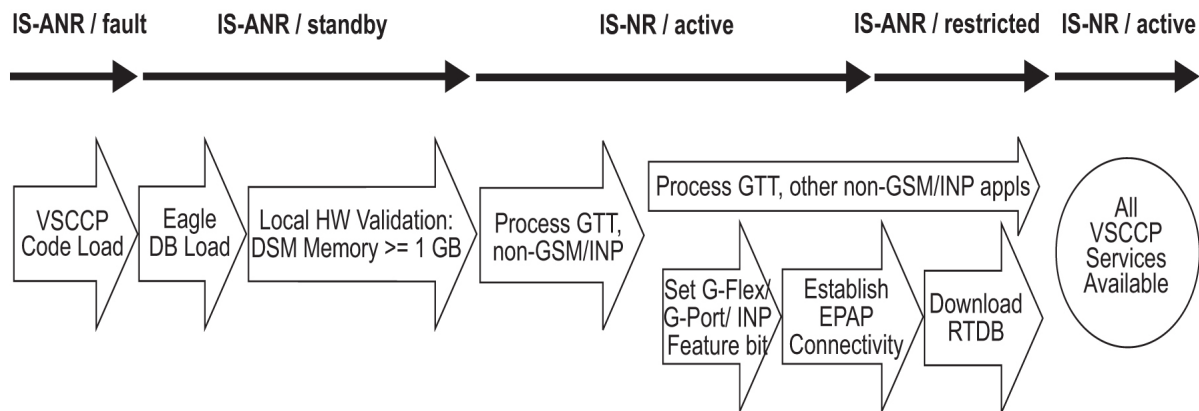 IS-ANR / fault
IS-ANR / standby
IS-NR / active
IS-ANR / restricted
IS-NR / active
VSCCP
Code Load
Eagle
DB Load
Local HW Validation:
DSM Memory >= 1 GB
Process GTT,
non-GSM/INP
Process GTT, other non-GSM/INP appls
Set G-Flex/
G-Port/ INP
Feature bit
Establish
EPAP
Connectivity
Download
RTDB
All
VSCCP
Services
Available